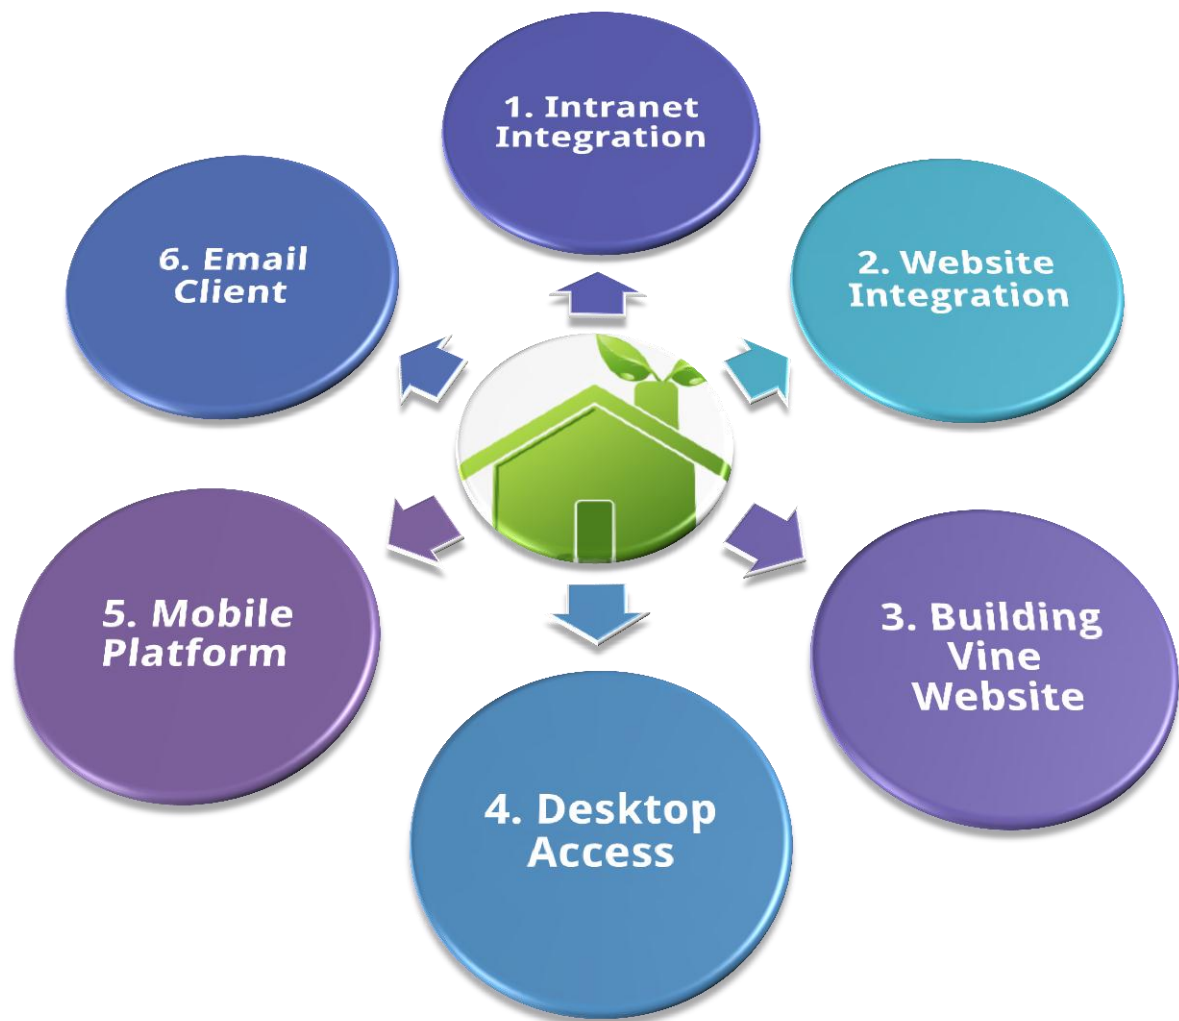 1. Intranet
Integration
2. Website
Integration
3. Building
Vine
Website
4. Desktop
Access
5. Mobile
Platform
6. Email
Client